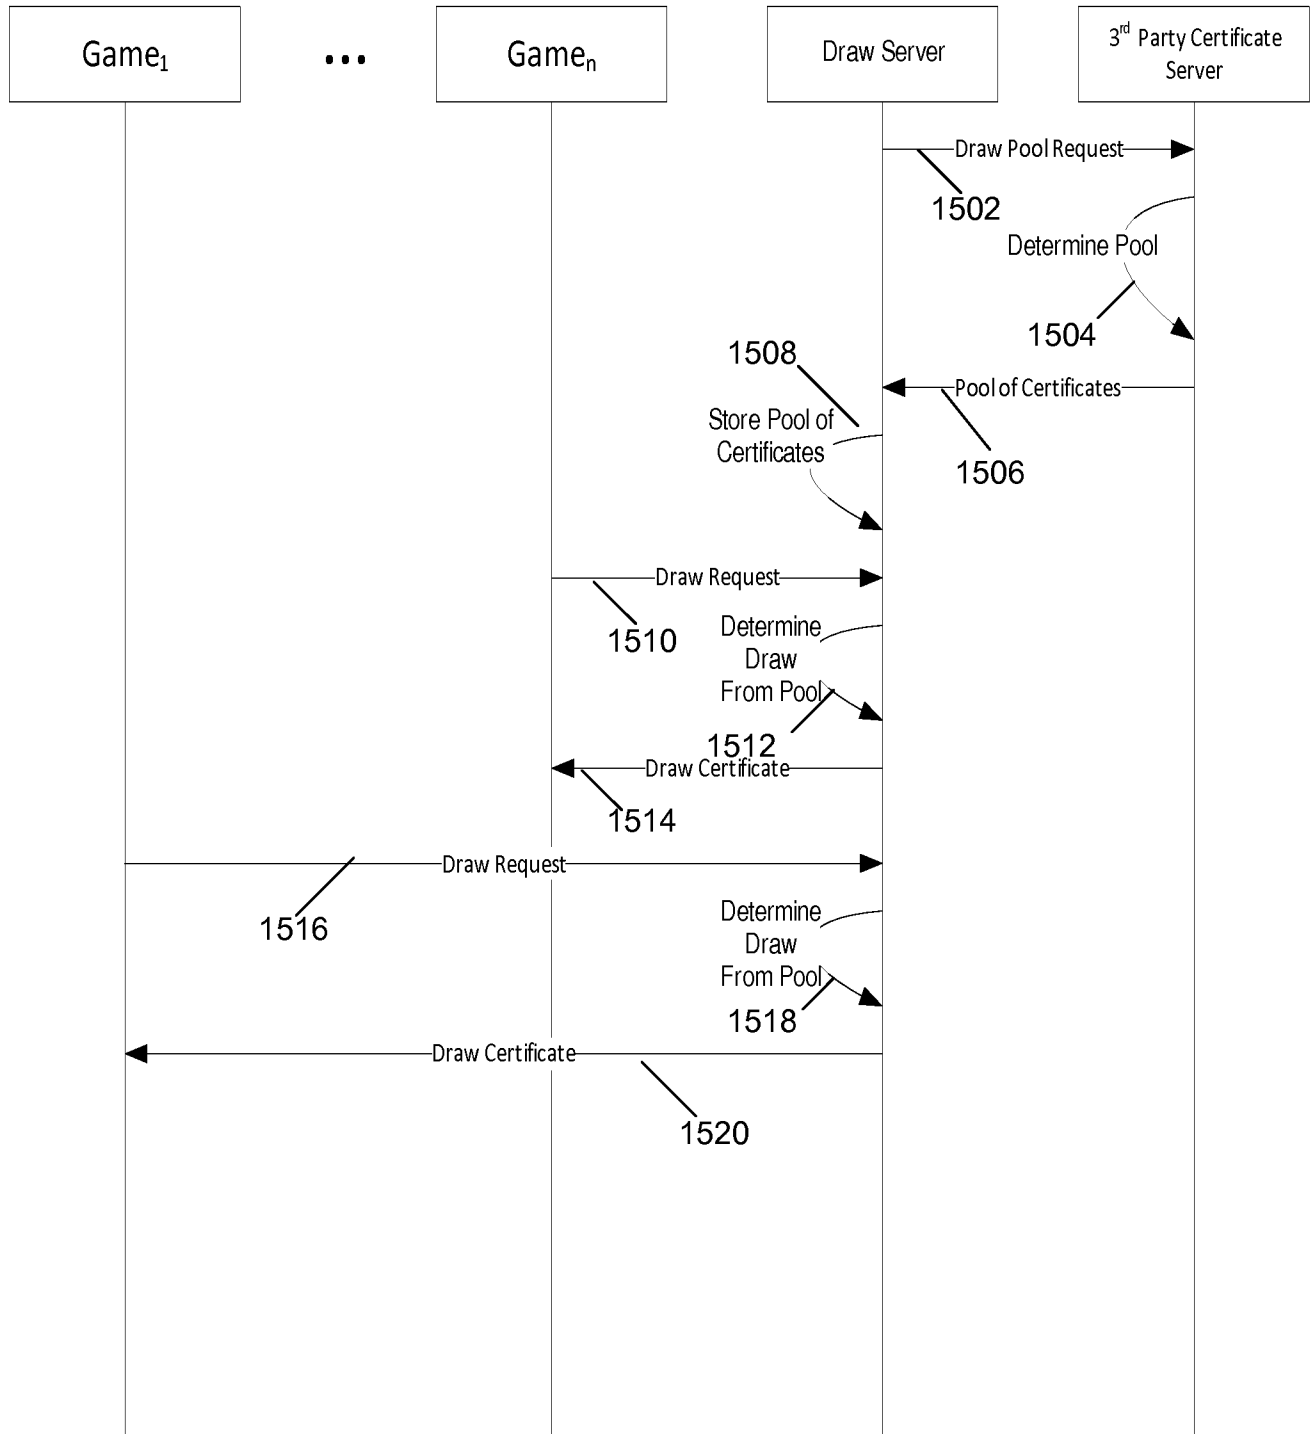 Game1
...
Gamen
Draw Server
3rd Party Certificate
Server
Draw Pool Request
1502
Determine Pool
1504
1508
Pool of Certificates
Store Pool of
Certificates
1506
Draw Request
1510
Determine
Draw
From Pool
1512
Draw Certificate
1514
Draw Request
1516
Determine
Draw
From Pool
1518
Draw Certificate
1520